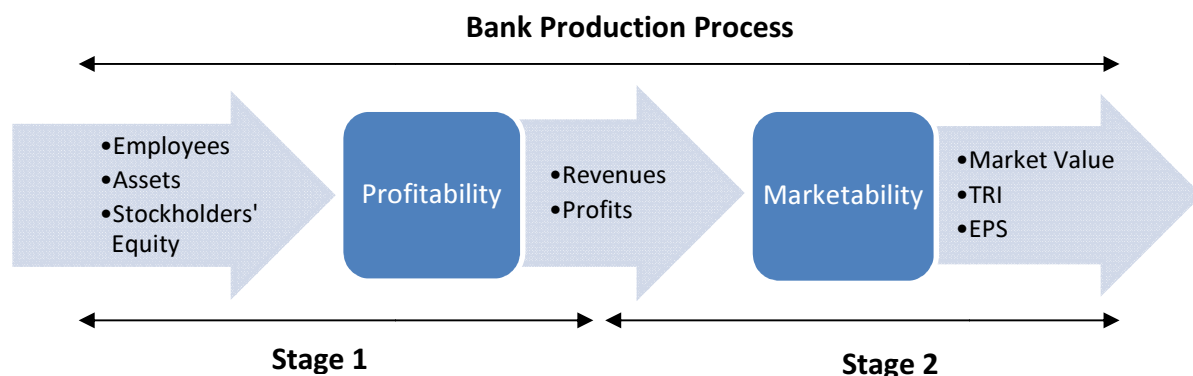 Bank Production Process
•Employees
•Assets
•Stockholders'
Equity
Profitability
•Revenues
•Profits
Marketability
•Market Value
•TRI
•EPS
Stage 1
Stage 2